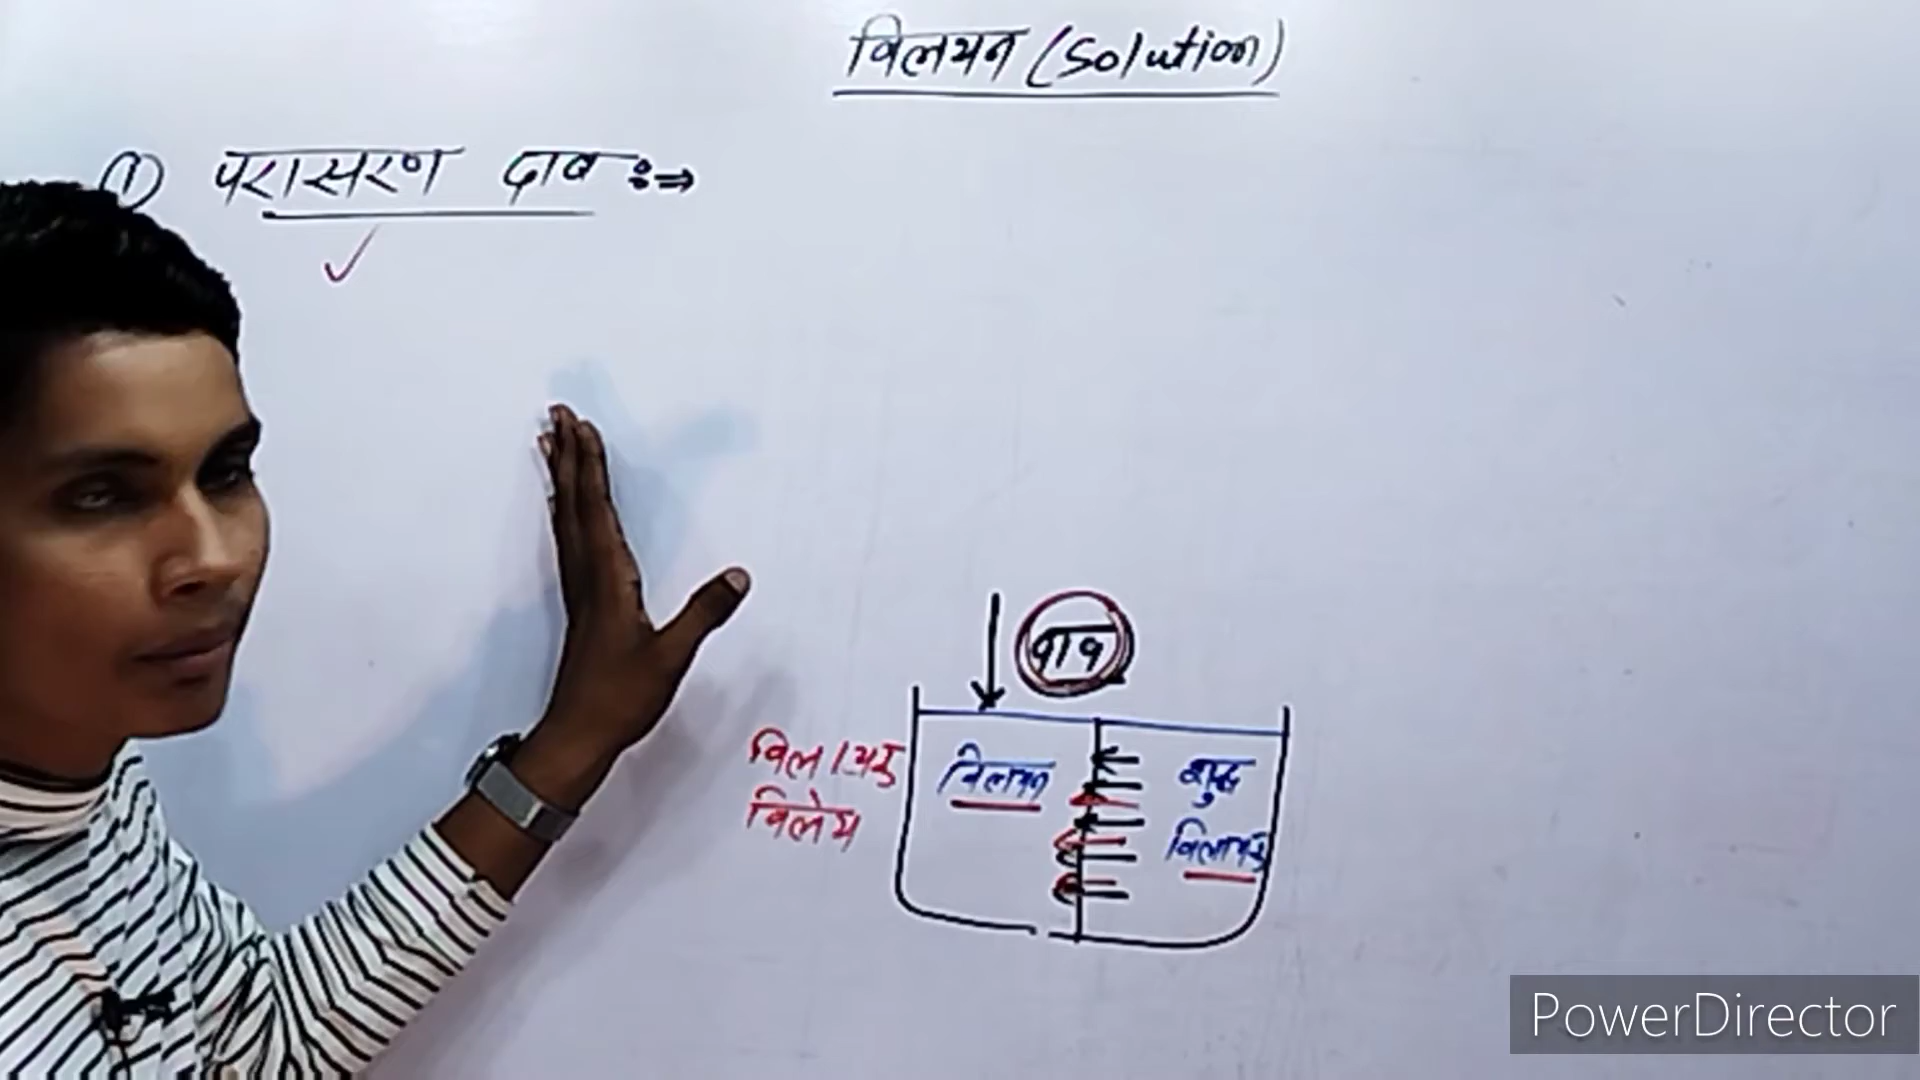 विलयन (Solution)
① परासरण दाब :⇒
दाब
विलायक
विलेय
विलयन
शुद्ध
विलायक
PowerDirector